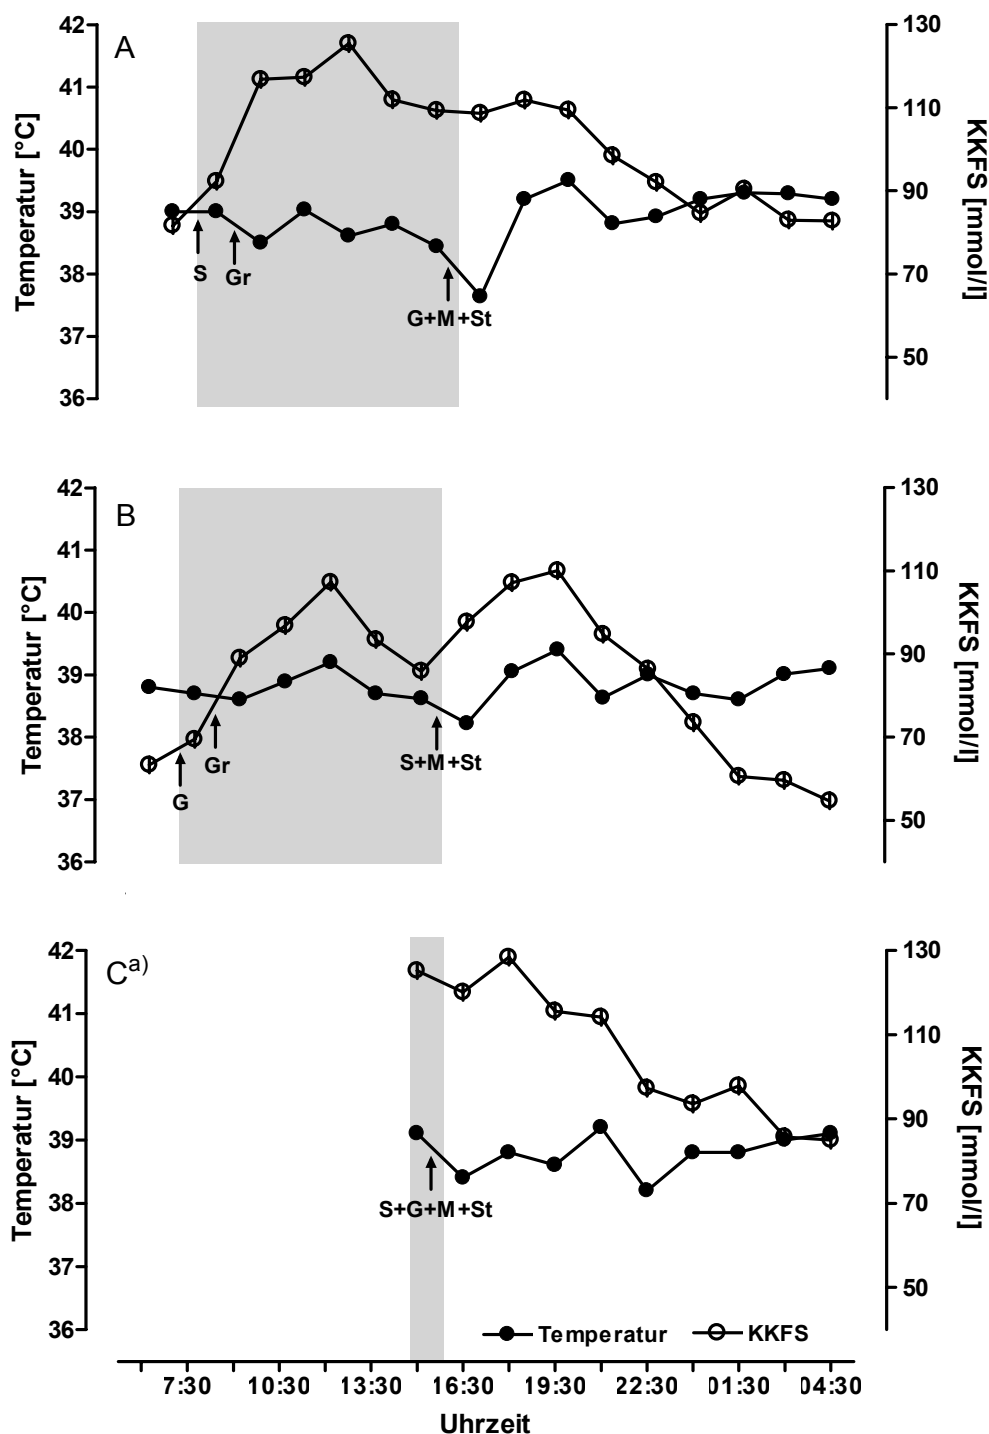 A
Temperatur [°C]
42
41
40
39
38
37
36
S
Gr
G+M+St
130
110
90
70
50
KKFS [mmol/l]
B
Temperatur [°C]
42
41
40
39
38
37
36
G
Gr
S+M+St
130
110
90
70
50
KKFS [mmol/l]
Ca)
Temperatur [°C]
42
41
40
39
38
37
36
S+G+M+St
130
110
90
70
50
KKFS [mmol/l]
Temperatur KKFS
7:30 10:30 13:30 16:30 19:30 22:30 01:30 04:30
Uhrzeit